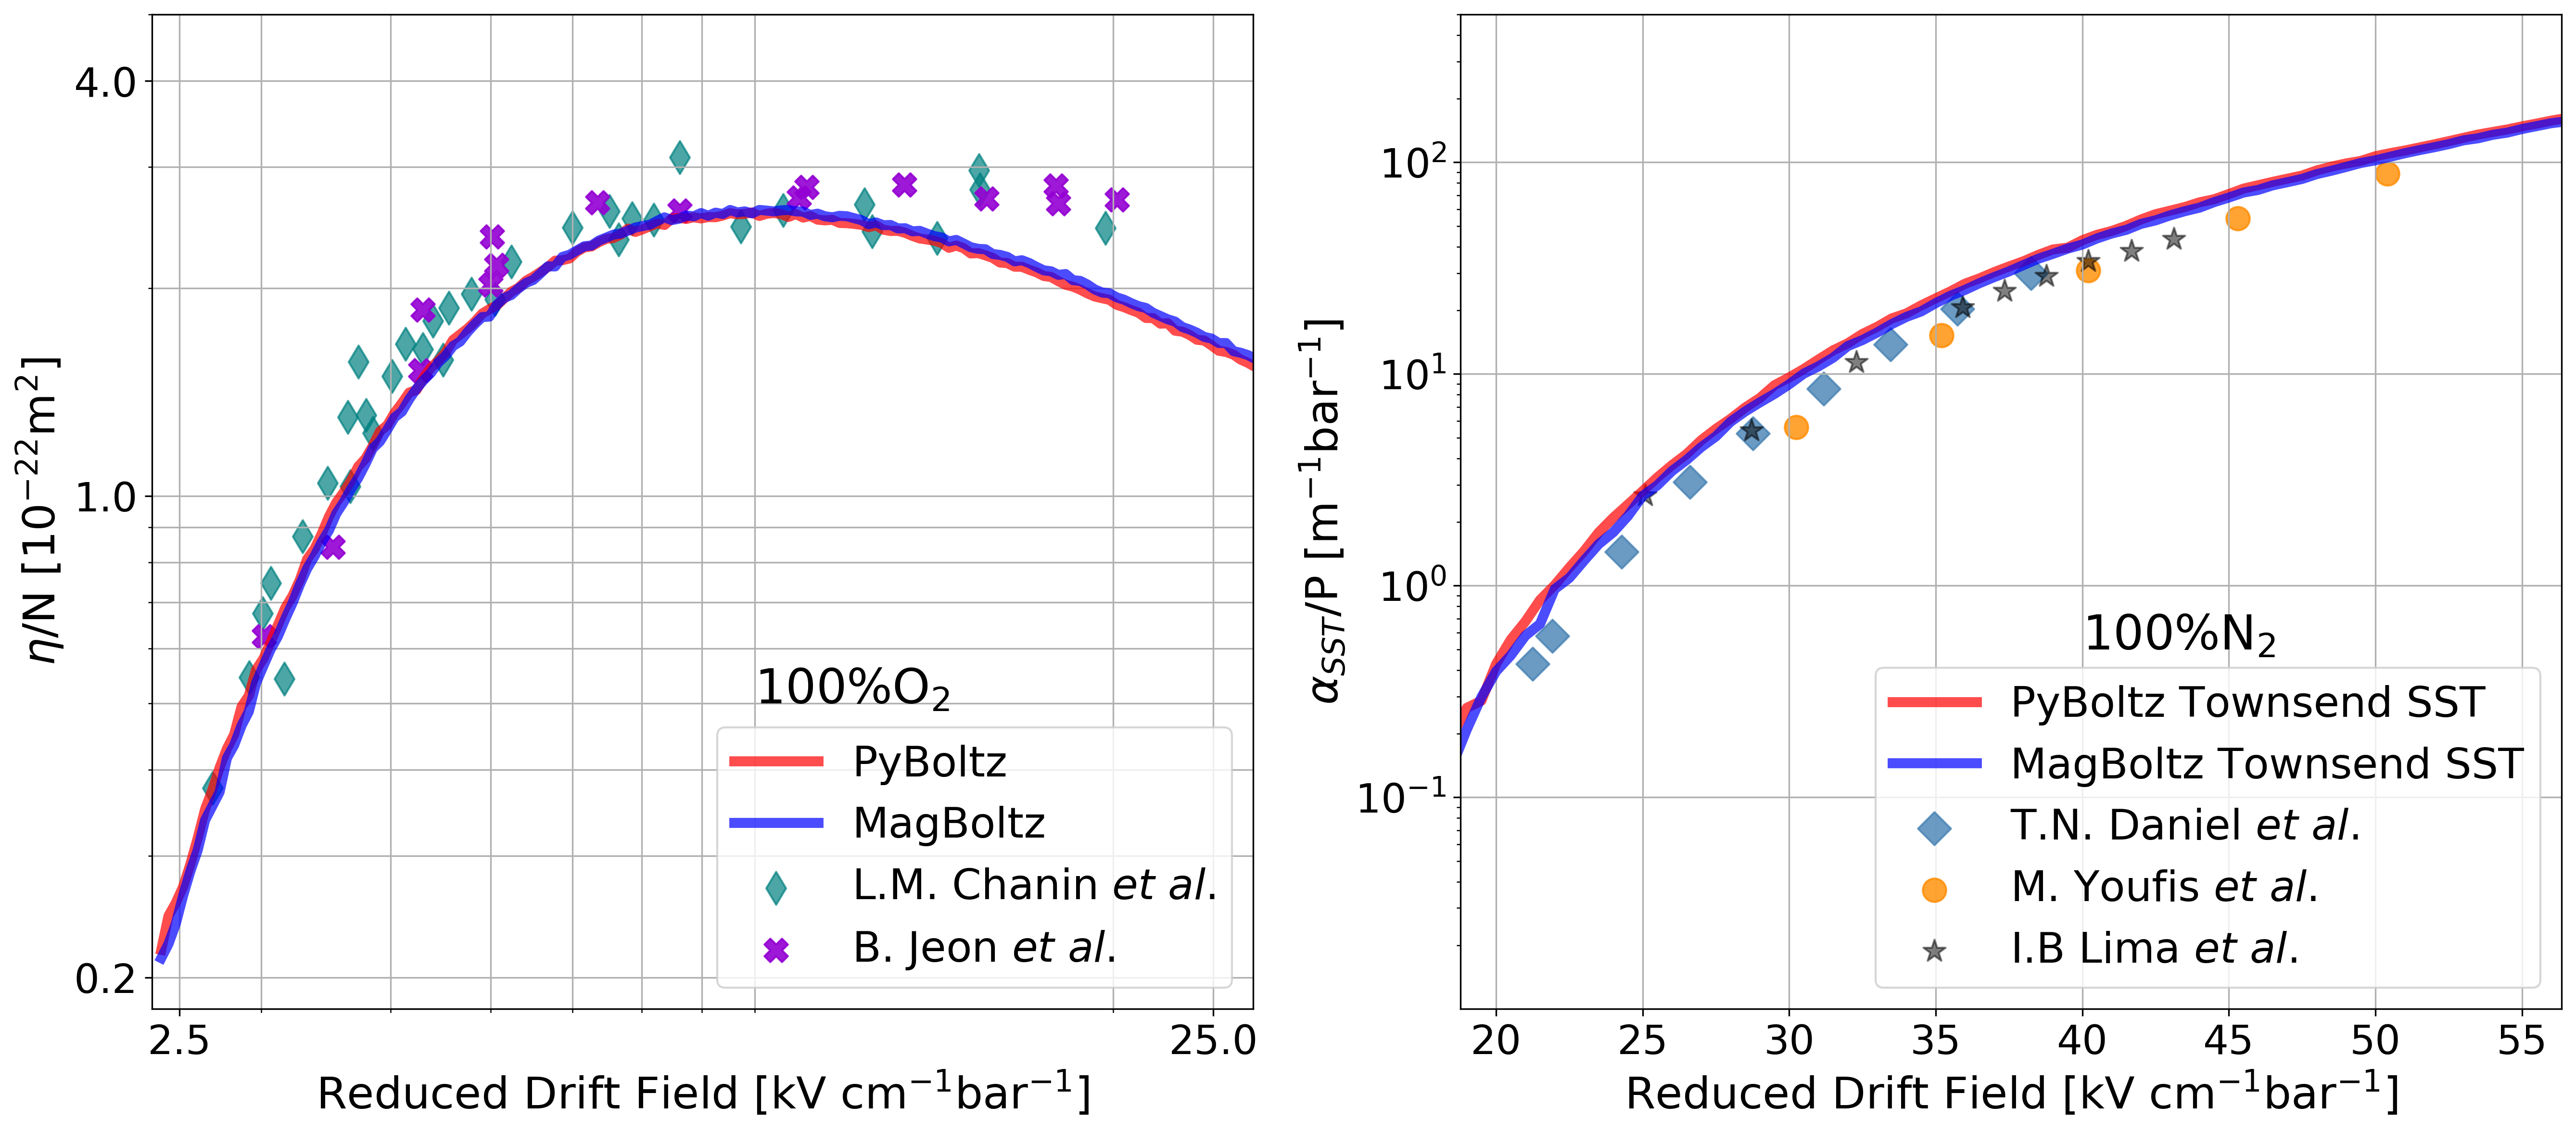 4.0
1.0
0.2
η/N [10⁻²²m²]
2.5
25.0
Reduced Drift Field [kV cm⁻¹bar⁻¹]
100%O₂
PyBoltz
MagBoltz
L.M. Chanin et al.
B. Jeon et al.
10²
10¹
10⁰
10⁻¹
α_SST/P [m⁻¹bar⁻¹]
20 25 30 35 40 45 50 55
Reduced Drift Field [kV cm⁻¹bar⁻¹]
100%N₂
PyBoltz Townsend SST
MagBoltz Townsend SST
T.N. Daniel et al.
M. Youfis et al.
I.B Lima et al.